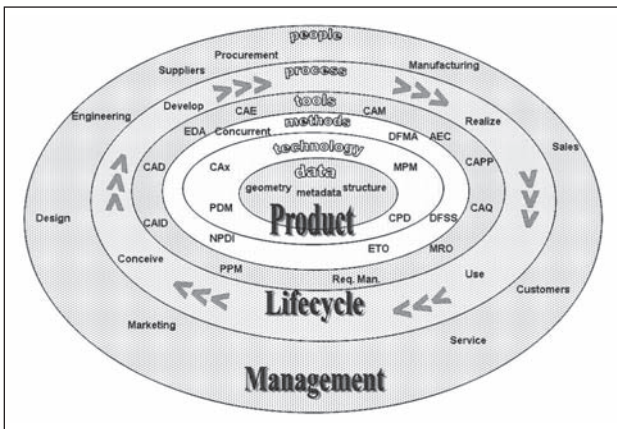 people
Procurement
Suppliers
Manufacturing
Engineering
Sales
Design
Customers
Marketing
Service
process
Develop
Realize
Conceive
Use
tools
CAE
CAM
EDA
AEC
CAD
CAPP
CAID
CAQ
PPM
MRO
Req. Man.
methods
Concurrent
DFMA
NPDI
DFSS
ETO
technology
CAx
MPM
PDM
CPD
data
geometry
metadata
structure
Product
Lifecycle
Management